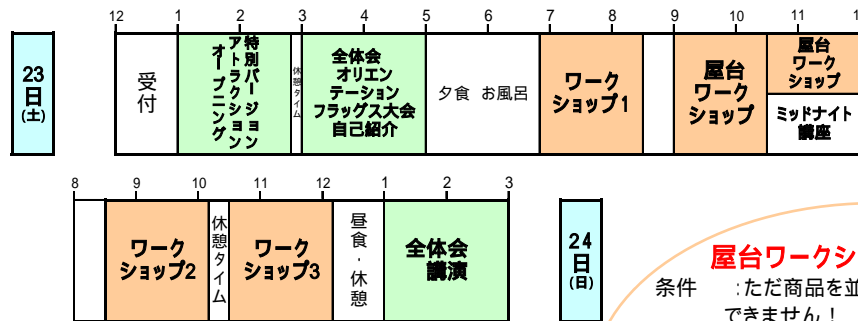 12 1 2 3 4 5 6 7 8 9 10 11
23
日
(土)
受付
特別バージョン
アトラクション
オープニング
休憩タイム
全体会
オリエン
テーション
フラッグス大会
自己紹介
夕食 お風呂
ワーク
ショップ1
屋台
ワーク
ショップ
屋台
ワーク
ショップ
ミッドナイト
講座
8 9 10 11 12 1 2 3
ワーク
ショップ2
休憩タイム
ワーク
ショップ3
昼食・休憩
全体会
講演
24
日
(日)
屋台ワークシ
条件 :ただ商品を並
できません!